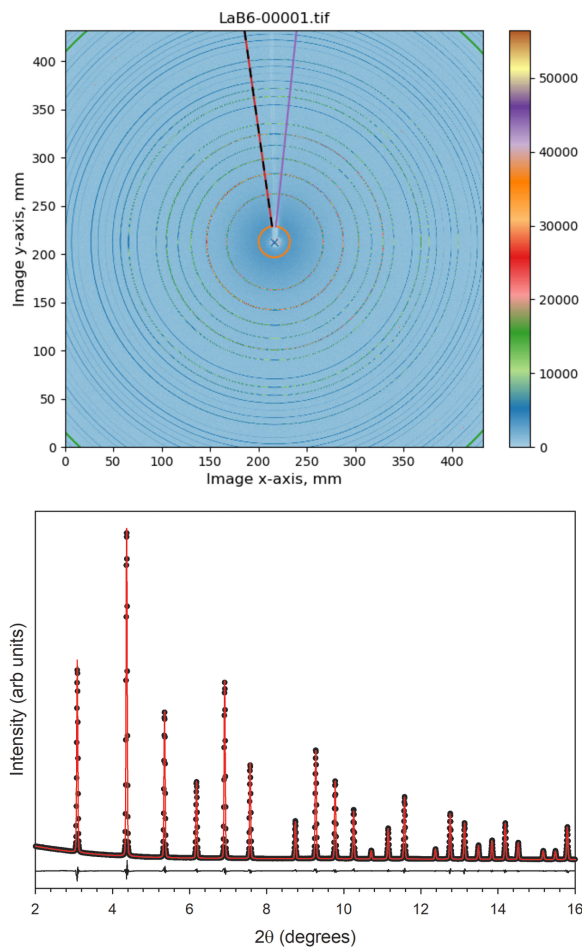 LaB6-00001.tif
Image y-axis, mm
400
350
300
250
200
150
100
50
0
0 50 100 150 200 250 300 350 400
Image x-axis, mm
50000
40000
30000
20000
10000
0
Intensity (arb units)
2 4 6 8 10 12 14 16
2θ (degrees)